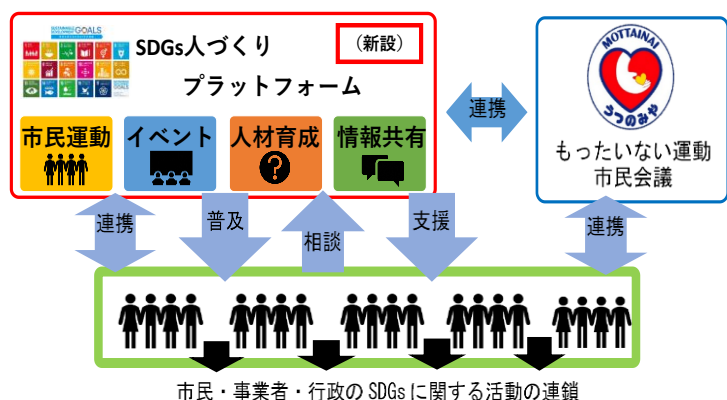 SUSTAINABLE DEVELOPMENT GOALS
SDGs人づくり
プラットフォーム
(新設)
市民運動
イベント
人材育成
情報共有
連携
MOTTAINAI
うつのみや
もったいない運動
市民会議
連携
普及
相談
支援
連携
市民・事業者・行政のSDGsに関する活動の連鎖